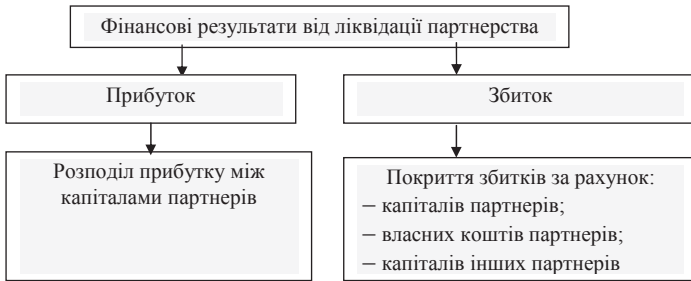 Фінансові результати від ліквідації партнерства
Прибуток
Збиток
Розподіл прибутку між
капіталами партнерів
Покриття збитків за рахунок:
– капіталів партнерів;
– власних коштів партнерів;
– капіталів інших партнерів